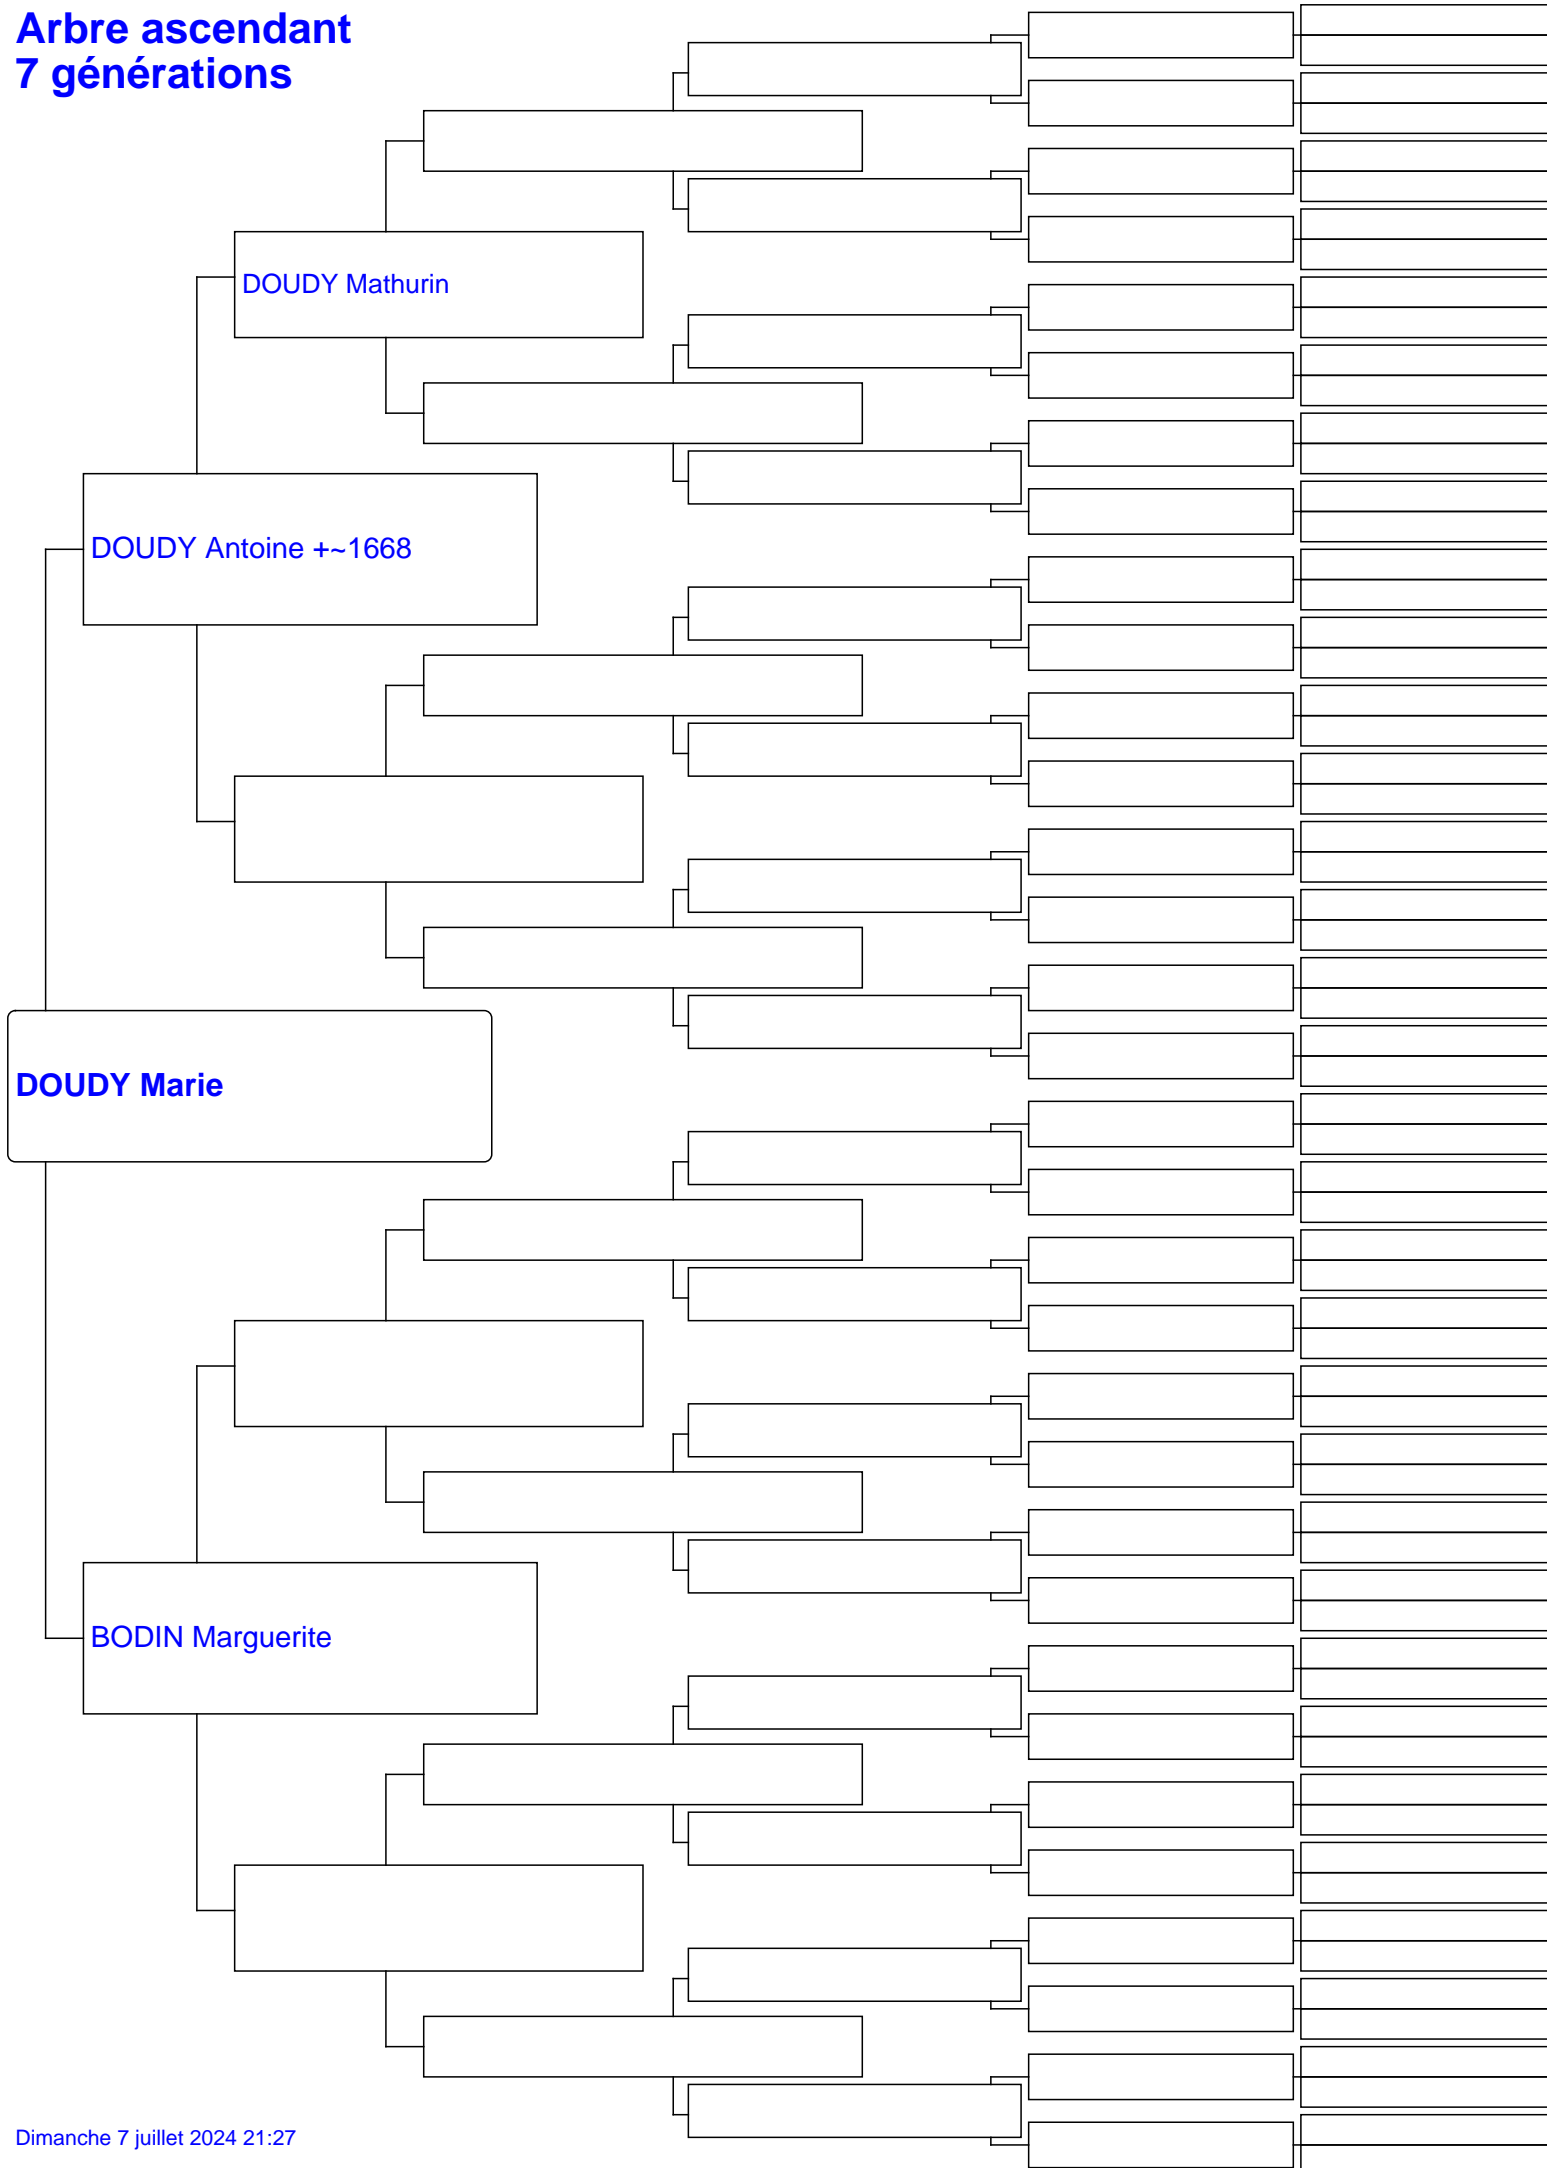 Arbre ascendant
7 générations
DOUDY Mathurin
DOUDY Antoine +~1668
DOUDY Marie
BODIN Marguerite
Dimanche 7 juillet 2024 21:27